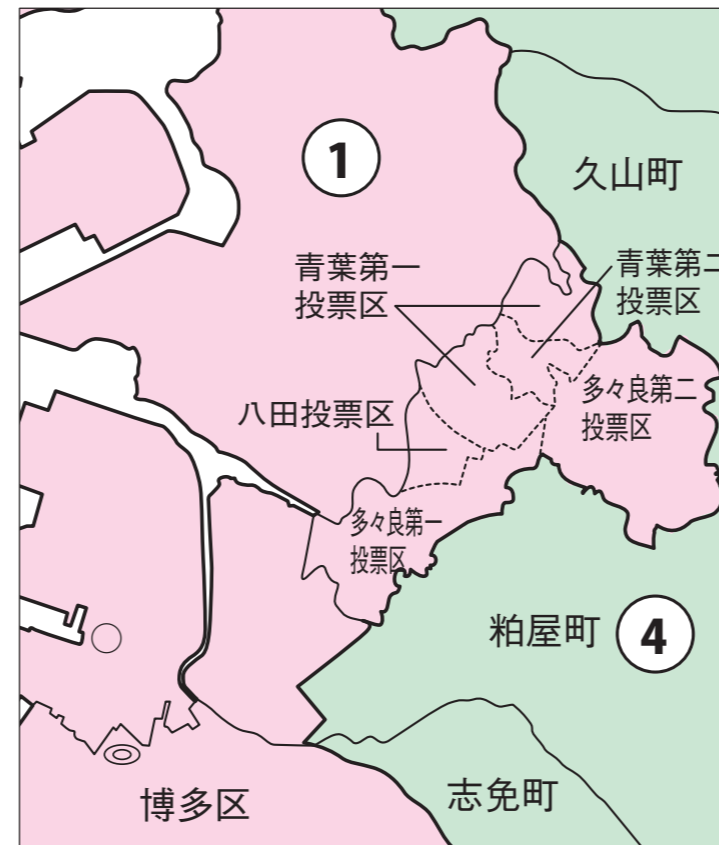 1
久山町
青葉第一
投票区
青葉第二
投票区
多々良第二
投票区
八田投票区
多々良第一
投票区
粕屋町
4
志免町
博多区